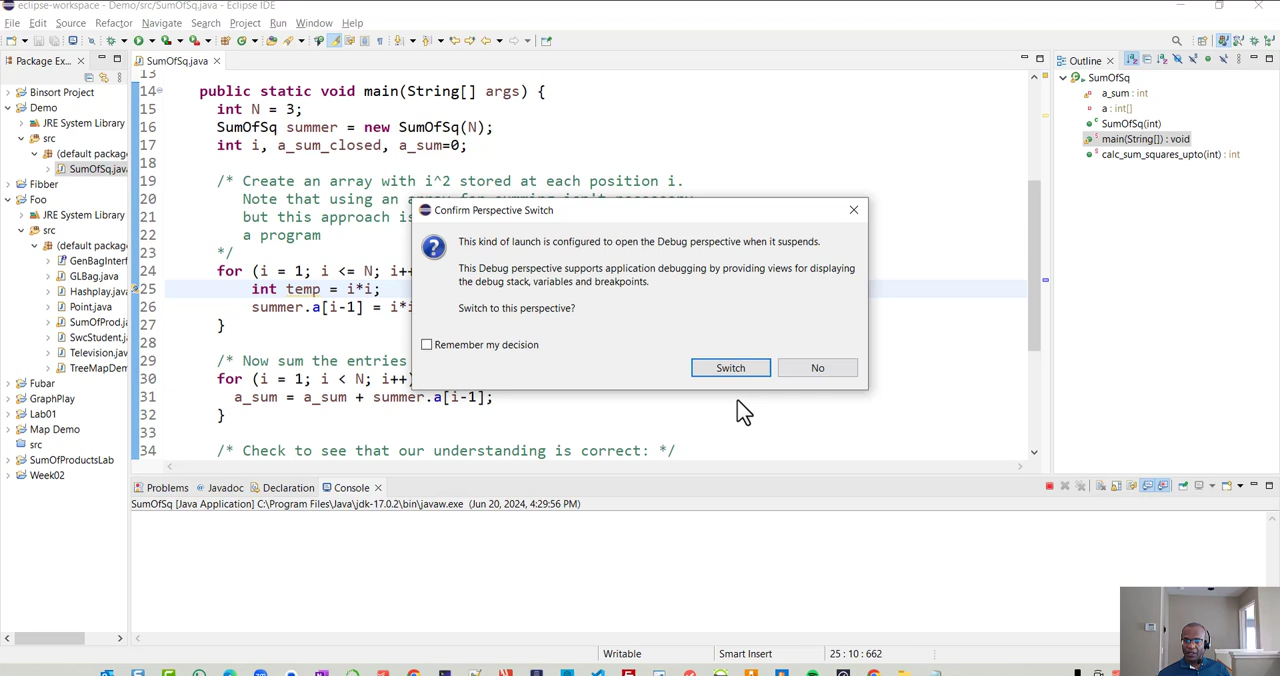 eclipse-workspace - Demo/src/SumOfSq.java - Eclipse IDE
File Edit Source Refactor Navigate Search Project Run Window Help
Package Ex...
Binsort Project
Demo
JRE System Library
src
(default package
SumOfSq.java
Fibber
Foo
JRE System Library
src
(default package
GenBagInterf
GLBag.java
Hashplay.java
Point.java
SumOfProd.j
SwcStudent.j
Television.jav
TreeMapDem
Fubar
GraphPlay
Lab01
Map Demo
src
SumOfProductsLab
Week02
SumOfSq.java
13
14 public static void main(String[] args) {
15 int N = 3;
16 SumOfSq summer = new SumOfSq(N);
17 int i, a_sum_closed, a_sum=0;
18
19 /* Create an array with i^2 stored at each position i.
20 Note that using an
21 but this approach is
22 a program
23 */
24 for (i = 1; i <= N; i++
25 int temp = i*i;
26 summer.a[i-1] = i*i
27 }
28
29 /* Now sum the entries
30 for (i = 1; i < N; i++)
31 a_sum = a_sum + summer.a[i-1];
32 }
33
34 /* Check to see that our understanding is correct: */
Confirm Perspective Switch
This kind of launch is configured to open the Debug perspective when it suspends.
This Debug perspective supports application debugging by providing views for displaying
the debug stack, variables and breakpoints.
Switch to this perspective?
Remember my decision
Switch No
Outline
SumOfSq
a_sum : int
a : int[]
SumOfSq(int)
main(String[]) : void
calc_sum_squares_upto(int) : int
Problems Javadoc Declaration Console
SumOfSq [Java Application] C:\Program Files\Java\jdk-17.0.2\bin\javaw.exe (Jun 20, 2024, 4:29:56 PM)
Writable Smart Insert 25 : 10 : 662